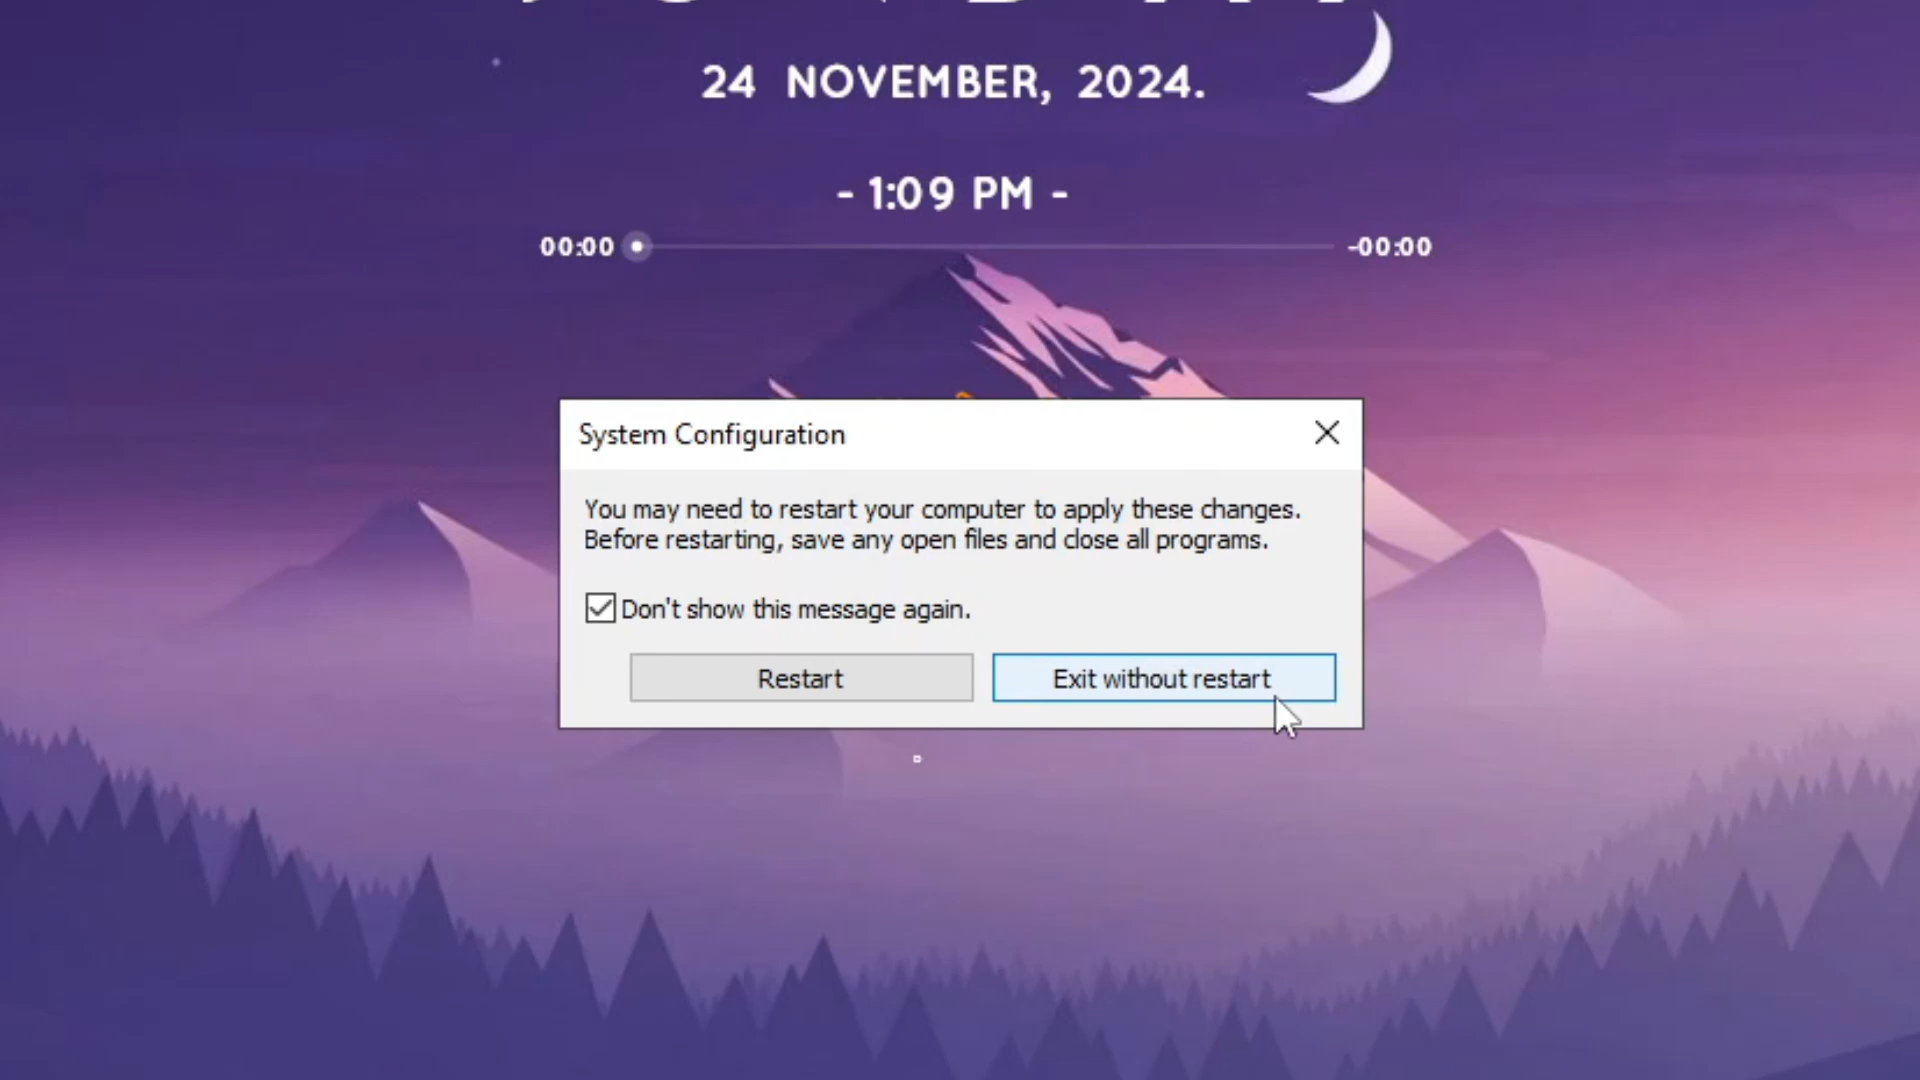 24 NOVEMBER, 2024.
- 1:09 PM -
00:00 -00:00
System Configuration
You may need to restart your computer to apply these changes.
Before restarting, save any open files and close all programs.
Don't show this message again.
Restart Exit without restart